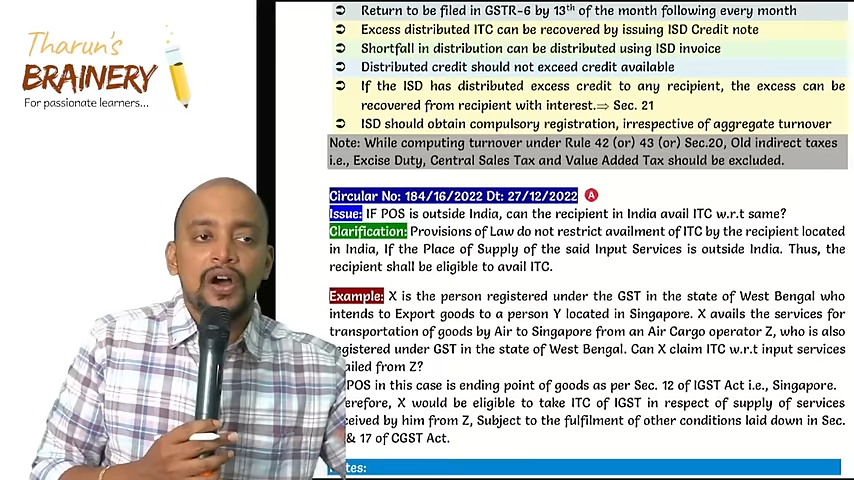 Tharun's
BRAINERY
For passionate learners...
➲ Return to be filed in GSTR-6 by 13th of the month following every month
➲ Excess distributed ITC can be recovered by issuing ISD Credit note
➲ Shortfall in distribution can be distributed using ISD invoice
➲ Distributed credit should not exceed credit available
➲ If the ISD has distributed excess credit to any recipient, the excess can be
recovered from recipient with interest.⇒ Sec. 21
➲ ISD should obtain compulsory registration, irrespective of aggregate turnover
Note: While computing turnover under Rule 42 (or) 43 (or) Sec.20, Old indirect taxes
i.e., Excise Duty, Central Sales Tax and Value Added Tax should be excluded.
Circular No: 184/16/2022 Dt: 27/12/2022 A
Issue: IF POS is outside India, can the recipient in India avail ITC w.r.t same?
Clarification: Provisions of Law do not restrict availment of ITC by the recipient located
in India, If the Place of Supply of the said Input Services is outside India. Thus, the
recipient shall be eligible to avail ITC.
Example: X is the person registered under the GST in the state of West Bengal who
intends to Export goods to a person Y located in Singapore. X avails the services for
transportation of goods by Air to Singapore from an Air Cargo operator Z, who is also
egistered under GST in the state of West Bengal. Can X claim ITC w.r.t input services
ailed from Z?
POS in this case is ending point of goods as per Sec. 12 of IGST Act i.e., Singapore.
erefore, X would be eligible to take ITC of IGST in respect of supply of services
ceived by him from Z, Subject to the fulfilment of other conditions laid down in Sec.
& 17 of CGST Act.
tes: